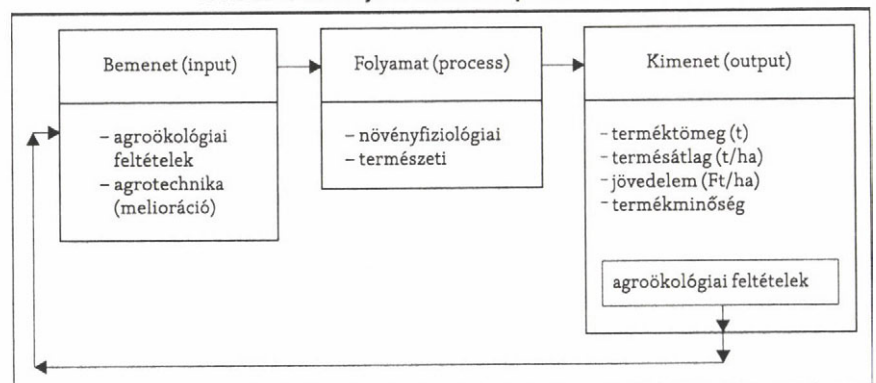 Bemenet (input)
– agroökológiai
feltételek
– agrotechnika
(melioráció)
Folyamat (process)
– növényfiziológiai
– természeti
Kimenet (output)
– terméktömeg (t)
– termésátlag (t/ha)
– jövedelem (Ft/ha)
– termékminőség
agroökológiai feltételek